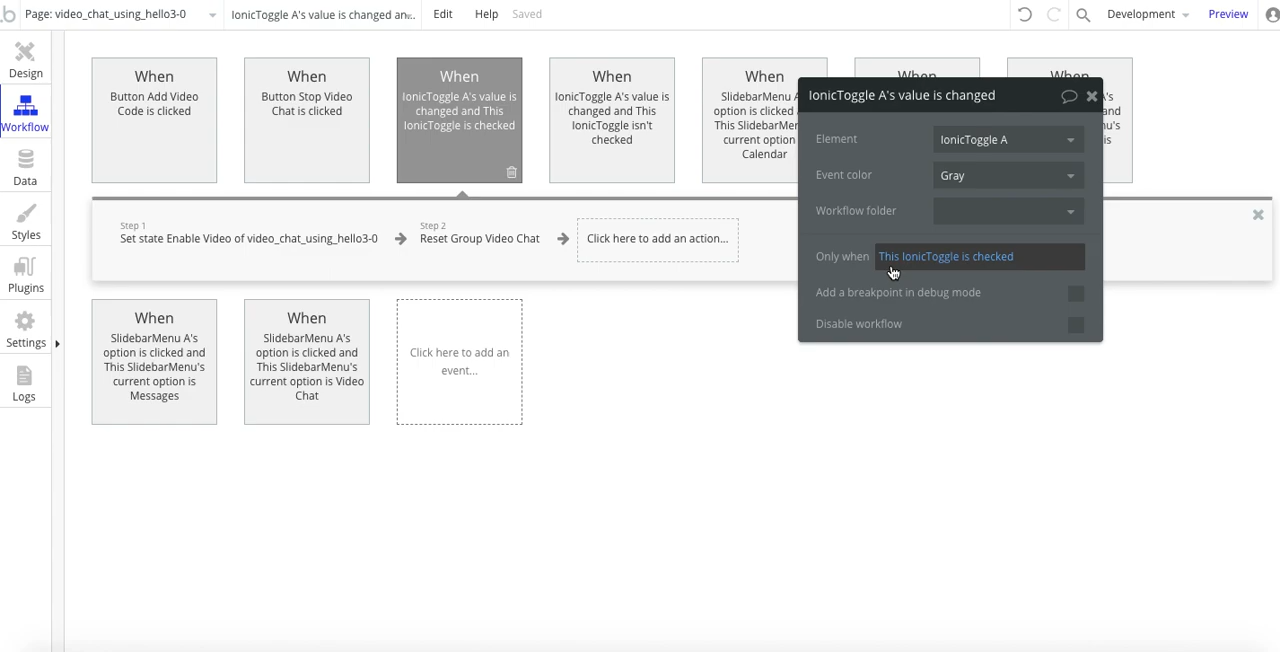 b
Page: video_chat_using_hello3-0
IonicToggle A's value is changed an...
Edit
Help
Saved
Development
Preview
Design
Workflow
Data
Styles
Plugins
Settings
Logs
When
Button Add Video
Code is clicked
When
Button Stop Video
Chat is clicked
When
IonicToggle A's value is
changed and This
IonicToggle is checked
When
IonicToggle A's value is
changed and This
IonicToggle isn't
checked
When
SlidebarMenu A
option is clicked
This SlidebarMen
current option
Calendar
When
When
's
and
nu's
is
IonicToggle A's value is changed
Element
IonicToggle A
Event color
Gray
Workflow folder
Only when
This IonicToggle is checked
Add a breakpoint in debug mode
Disable workflow
Step 1
Set state Enable Video of video_chat_using_hello3-0
Step 2
Reset Group Video Chat
Click here to add an action...
When
SlidebarMenu A's
option is clicked and
This SlidebarMenu's
current option is
Messages
When
SlidebarMenu A's
option is clicked and
This SlidebarMenu's
current option is Video
Chat
Click here to add an
event...